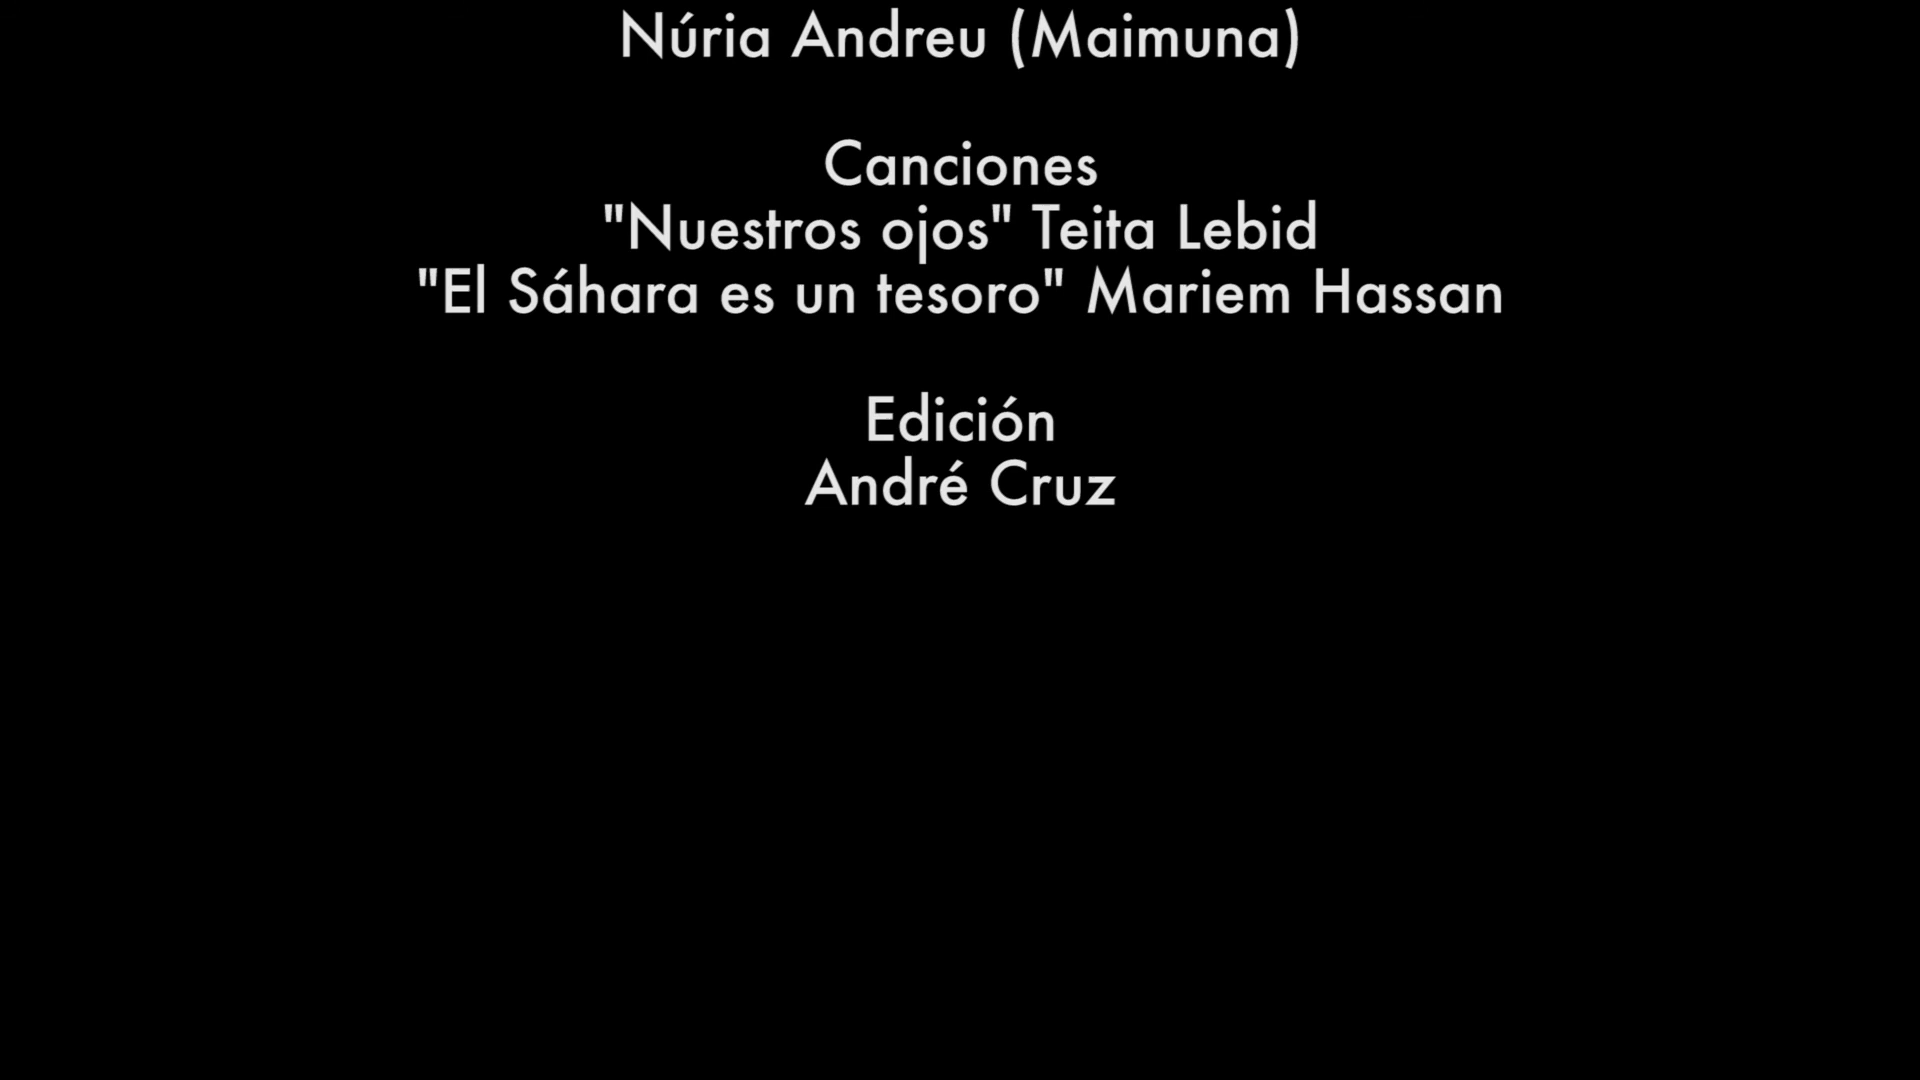 Núria Andreu (Maimuna)
Canciones
"Nuestros ojos" Teita Lebid
"El Sáhara es un tesoro" Mariem Hassan
Edición
André Cruz